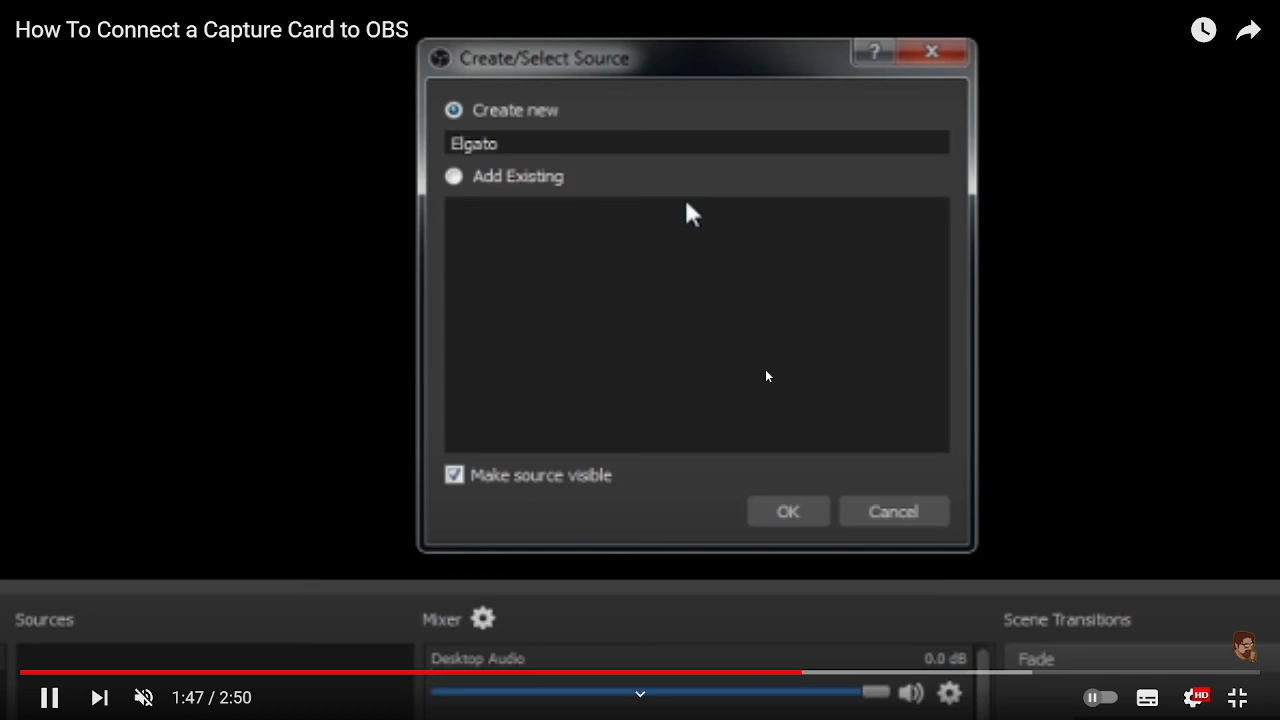 How To Connect a Capture Card to OBS
Create/Select Source
?
Create new
Elgato
Add Existing
Make source visible
OK
Cancel
Sources
Mixer
Scene Transitions
Desktop Audio
0.0 dB
Fade
1:47 / 2:50
HD